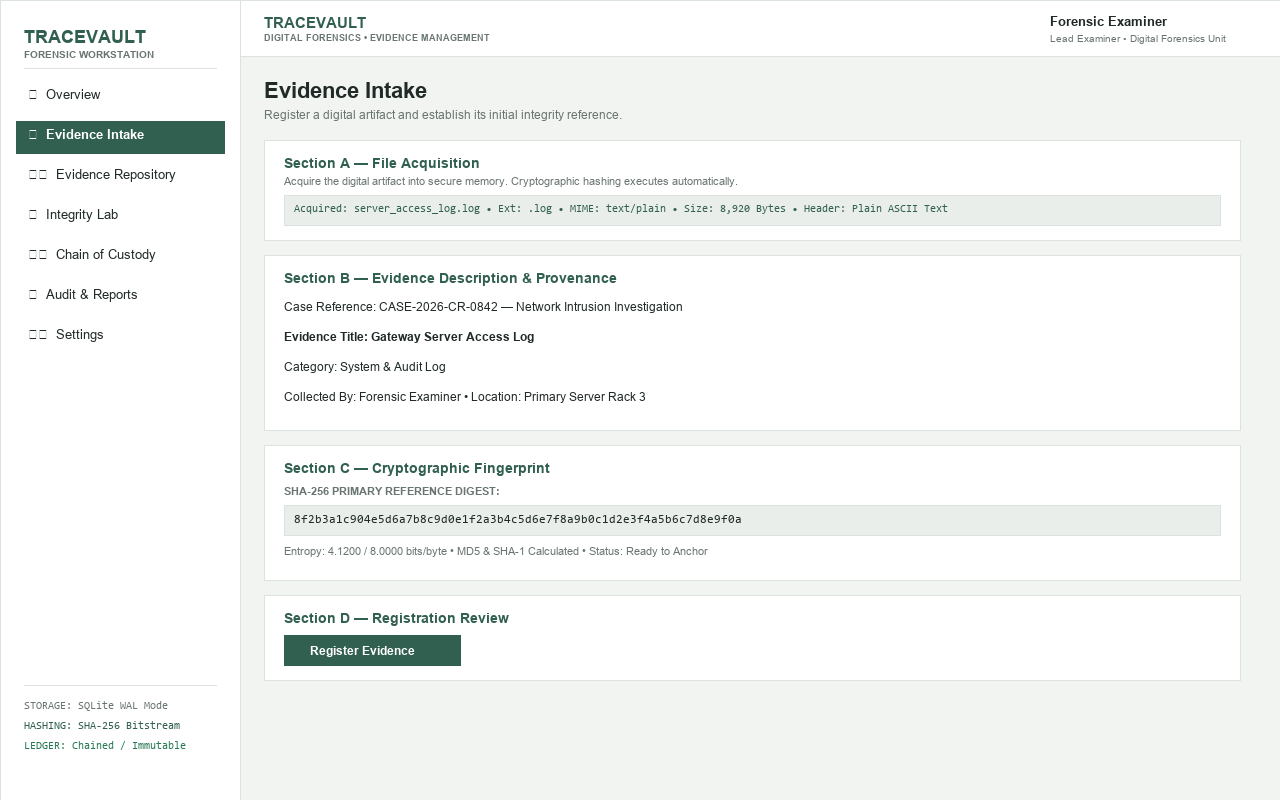 TRACEVAULT
FORENSIC WORKSTATION
Overview
Evidence Intake
Evidence Repository
Integrity Lab
Chain of Custody
Audit & Reports
Settings
STORAGE: SQLite WAL Mode
HASHING: SHA-256 Bitstream
LEDGER: Chained / Immutable
TRACEVAULT
DIGITAL FORENSICS • EVIDENCE MANAGEMENT
Forensic Examiner
Lead Examiner • Digital Forensics Unit
Evidence Intake
Register a digital artifact and establish its initial integrity reference.
Section A — File Acquisition
Acquire the digital artifact into secure memory. Cryptographic hashing executes automatically.
Acquired: server_access_log.log • Ext: .log • MIME: text/plain • Size: 8,920 Bytes • Header: Plain ASCII Text
Section B — Evidence Description & Provenance
Case Reference: CASE-2026-CR-0842 — Network Intrusion Investigation
Evidence Title: Gateway Server Access Log
Category: System & Audit Log
Collected By: Forensic Examiner • Location: Primary Server Rack 3
Section C — Cryptographic Fingerprint
SHA-256 PRIMARY REFERENCE DIGEST:
8f2b3a1c904e5d6a7b8c9d0e1f2a3b4c5d6e7f8a9b0c1d2e3f4a5b6c7d8e9f0a
Entropy: 4.1200 / 8.0000 bits/byte • MD5 & SHA-1 Calculated • Status: Ready to Anchor
Section D — Registration Review
Register Evidence